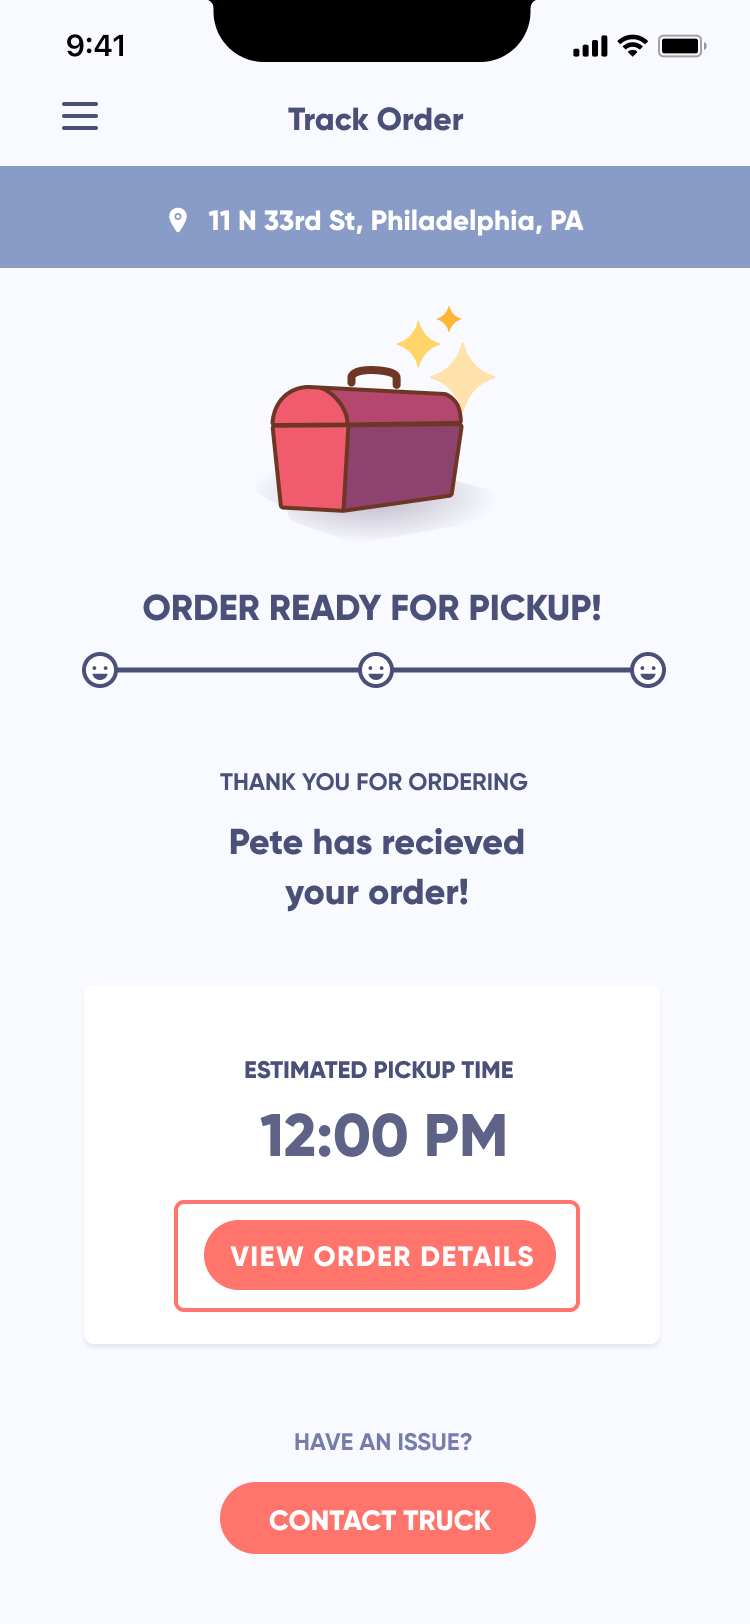 9:41
Track Order
11 N 33rd St, Philadelphia, PA
ORDER READY FOR PICKUP!
THANK YOU FOR ORDERING
Pete has recieved
your order!
ESTIMATED PICKUP TIME
12:00 PM
VIEW ORDER DETAILS
HAVE AN ISSUE?
CONTACT TRUCK